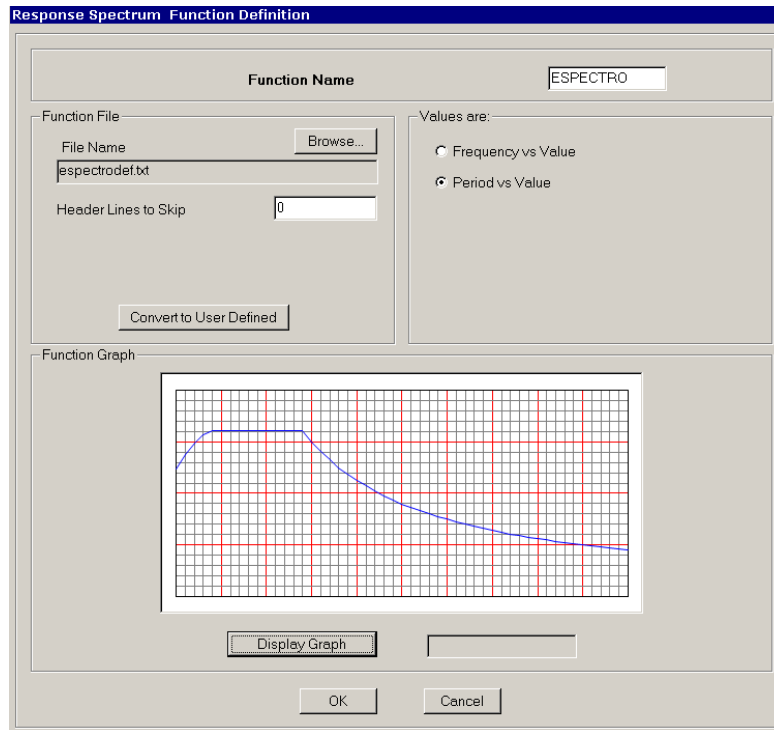 Response Spectrum Function Definition
Function Name
ESPECTRO
Function File
File Name
Browse...
espectrodef.txt
Header Lines to Skip
0
Convert to User Defined
Values are:
Frequency vs Value
Period vs Value
Function Graph
Display Graph
OK
Cancel